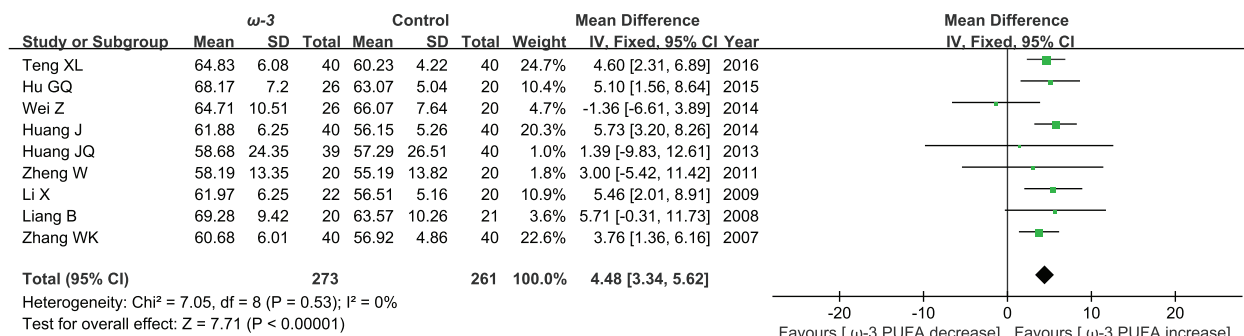 ω-3 Control Mean Difference Mean Difference
Study or Subgroup Mean SD Total Mean SD Total Weight IV, Fixed, 95% CI Year IV, Fixed, 95% CI
Teng XL 64.83 6.08 40 60.23 4.22 40 24.7% 4.60 [2.31, 6.89] 2016
Hu GQ 68.17 7.2 26 63.07 5.04 20 10.4% 5.10 [1.56, 8.64] 2015
Wei Z 64.71 10.51 26 66.07 7.64 20 4.7% -1.36 [-6.61, 3.89] 2014
Huang J 61.88 6.25 40 56.15 5.26 40 20.3% 5.73 [3.20, 8.26] 2014
Huang JQ 58.68 24.35 39 57.29 26.51 40 1.0% 1.39 [-9.83, 12.61] 2013
Zheng W 58.19 13.35 20 55.19 13.82 20 1.8% 3.00 [-5.42, 11.42] 2011
Li X 61.97 6.25 22 56.51 5.16 20 10.9% 5.46 [2.01, 8.91] 2009
Liang B 69.28 9.42 20 63.57 10.26 21 3.6% 5.71 [-0.31, 11.73] 2008
Zhang WK 60.68 6.01 40 56.92 4.86 40 22.6% 3.76 [1.36, 6.16] 2007
Total (95% CI) 273 261 100.0% 4.48 [3.34, 5.62]
Heterogeneity: Chi² = 7.05, df = 8 (P = 0.53); I² = 0%
Test for overall effect: Z = 7.71 (P < 0.00001)
-20 -10 0 10 20
Favours [ ω-3 PUFA decrease] Favours [ ω-3 PUFA increase]